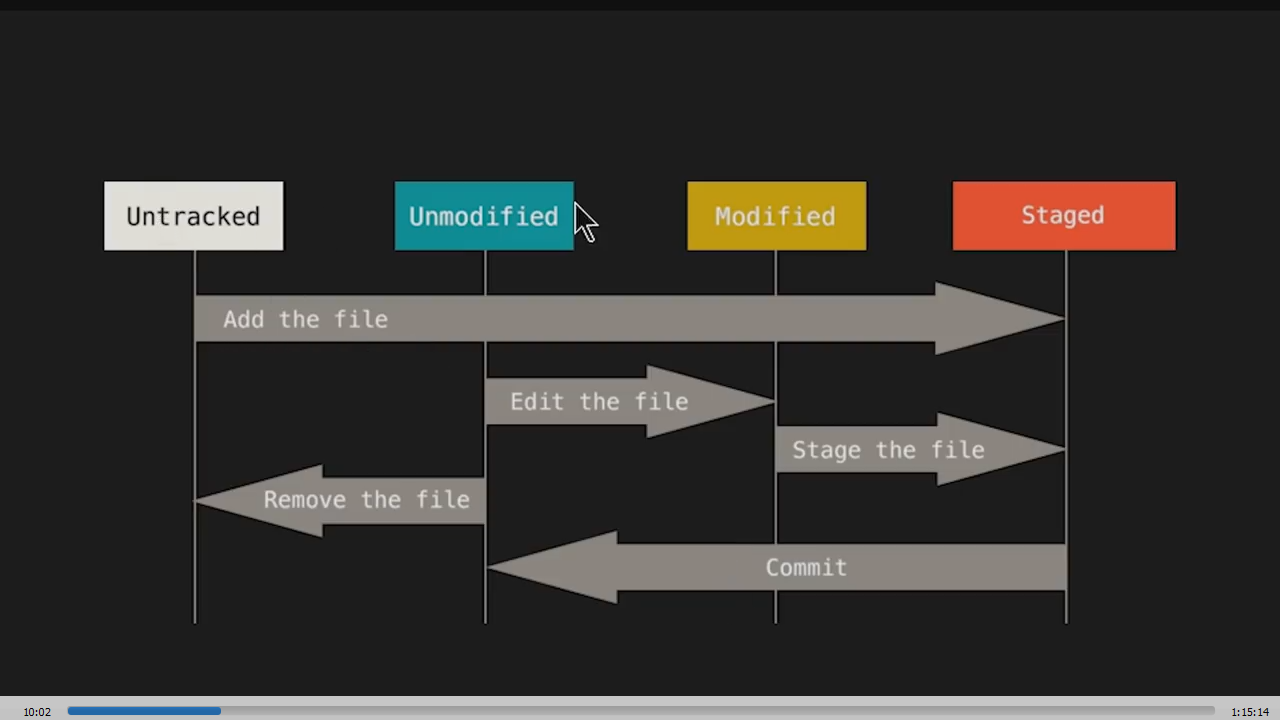 Untracked
Unmodified
Modified
Staged
Add the file
Edit the file
Stage the file
Remove the file
Commit
10:02
1:15:14